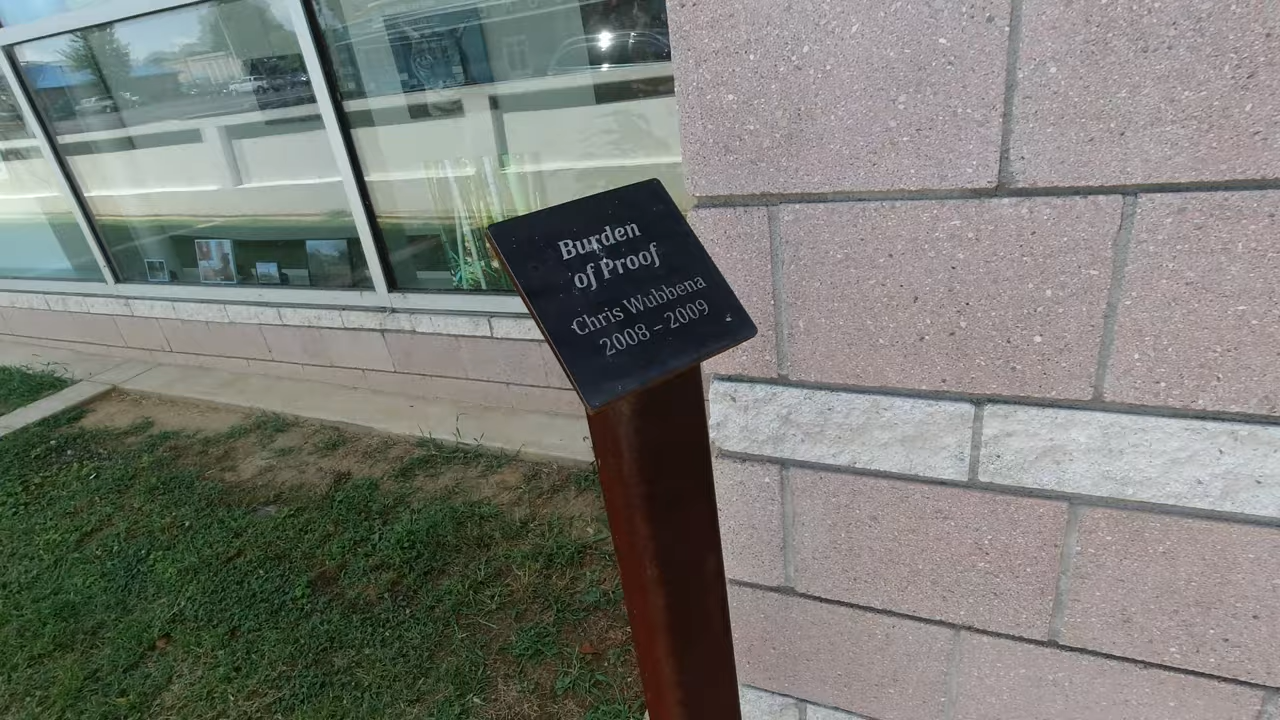 Burden
of Proof
Chris Wubbena
2008 – 2009